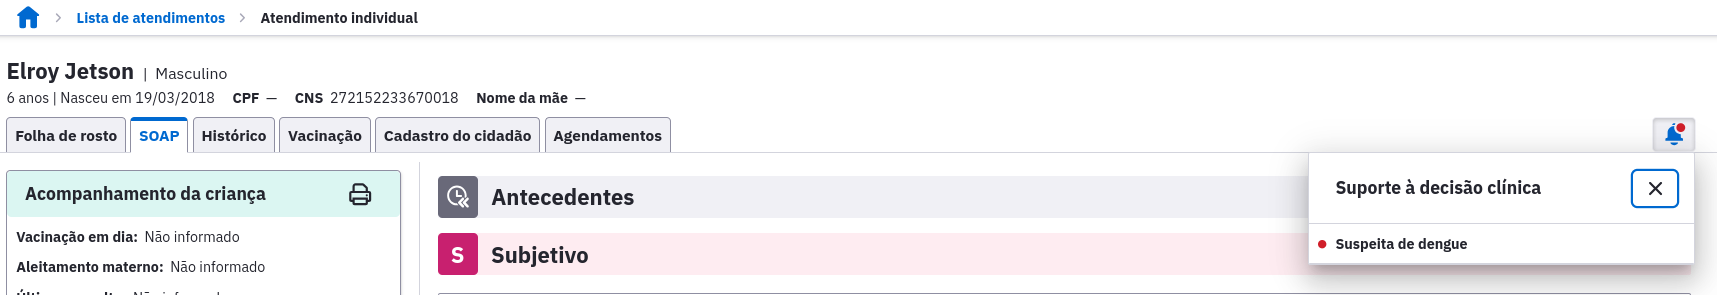 Lista de atendimentos
Atendimento individual
Elroy Jetson | Masculino
6 anos | Nasceu em 19/03/2018 CPF — CNS 272152233670018 Nome da mãe —
Folha de rosto SOAP Histórico Vacinação Cadastro do cidadão Agendamentos
Acompanhamento da criança
Vacinação em dia: Não informado
Aleitamento materno: Não informado
Antecedentes
S Subjetivo
Suporte à decisão clínica
Suspeita de dengue